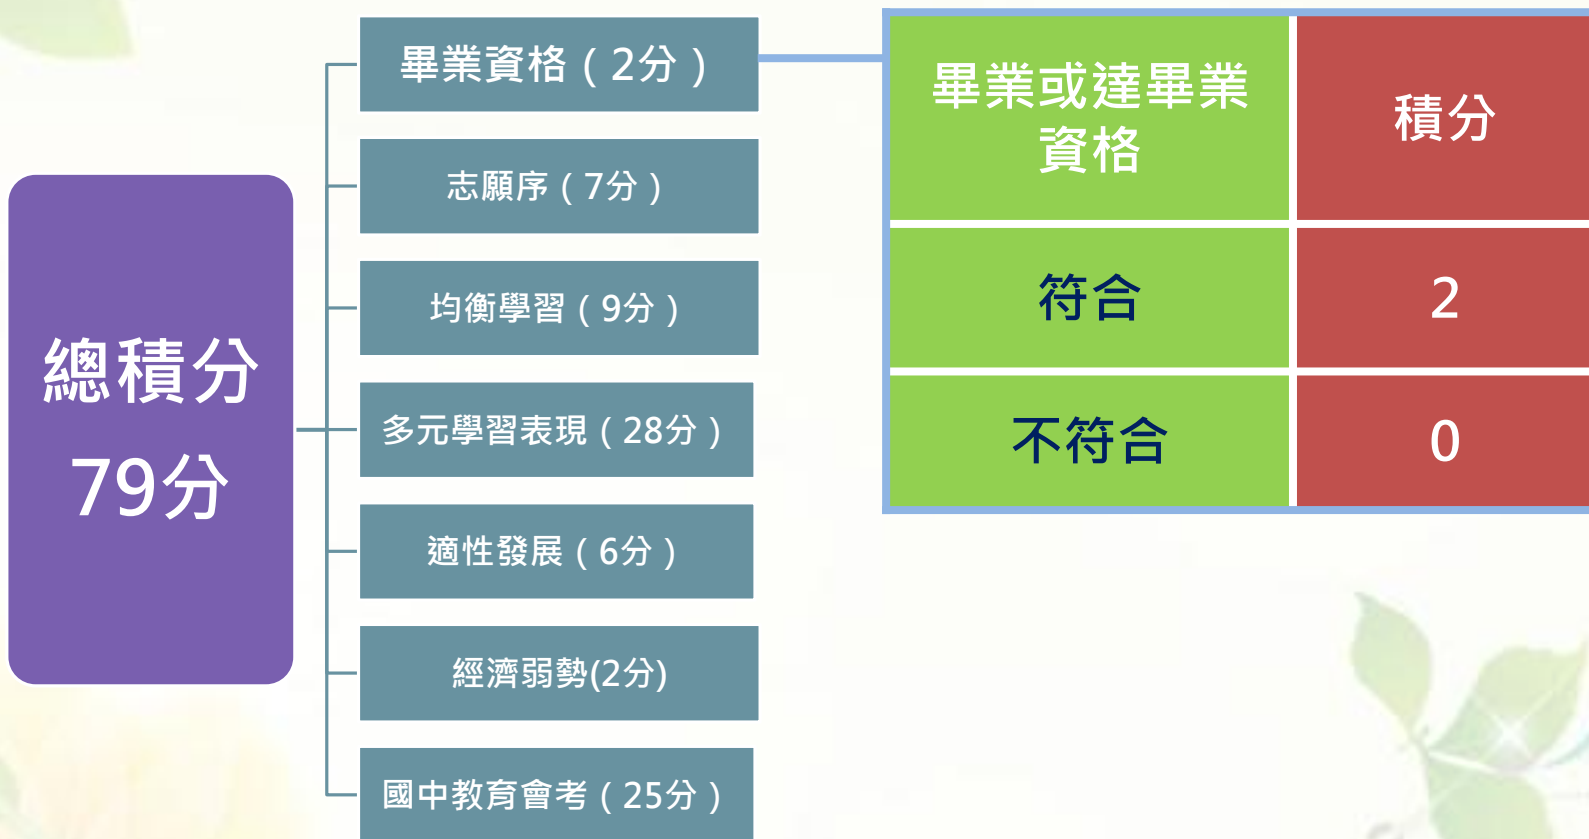 總積分
79分
畢業資格（2分）
志願序（7分）
均衡學習（9分）
多元學習表現（28分）
適性發展（6分）
經濟弱勢(2分)
國中教育會考（25分）
畢業或達畢業
資格
積分
符合
2
不符合
0